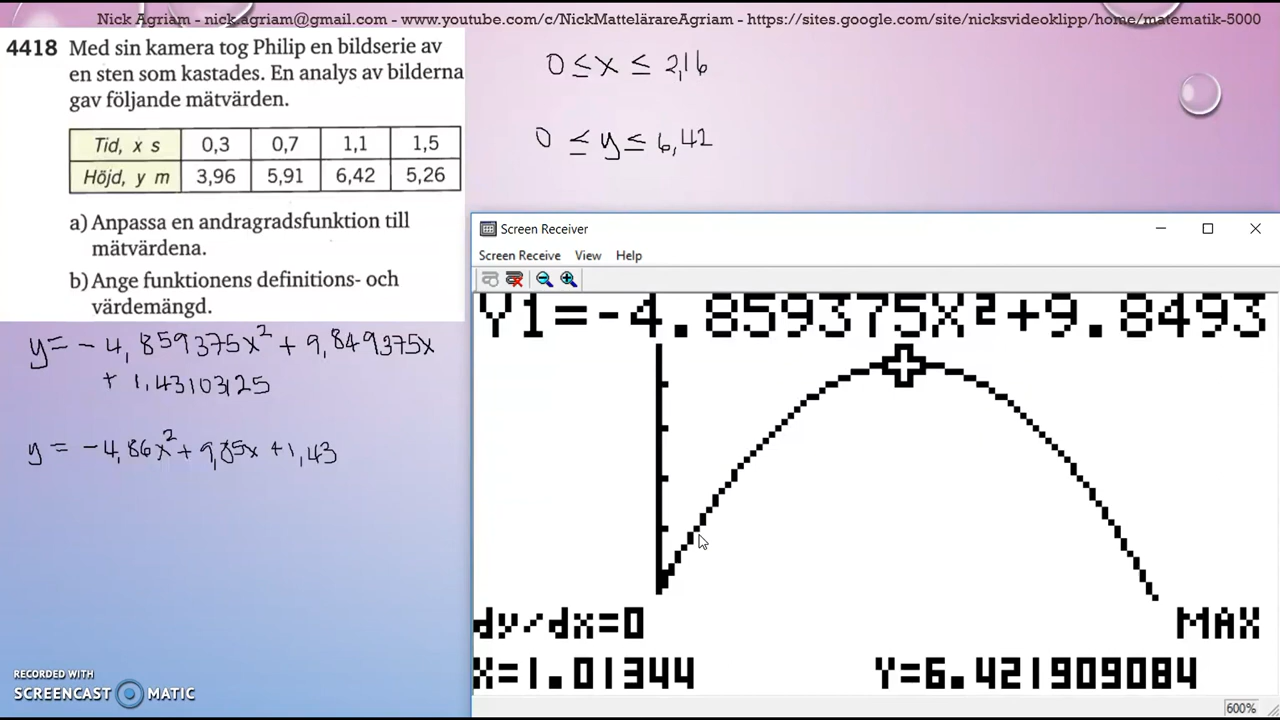 Nick Agriam - nick.agriam@gmail.com - www.youtube.com/c/NickMattelärareAgriam - https://sites.google.com/site/nicksvideoklipp/home/matematik-5000
4418 Med sin kamera tog Philip en bildserie av
en sten som kastades. En analys av bilderna
gav följande mätvärden.
Tid, x s 0,3 0,7 1,1 1,5
Höjd, y m 3,96 5,91 6,42 5,26
a) Anpassa en andragradsfunktion till
mätvärdena.
b) Ange funktionens definitions- och
värdemängd.
y = - 4,859375x² + 9,849375x
+ 1,43103125
y = -4,86x² + 9,85x + 1,43
0 ≤ x ≤ 2,16
0 ≤ y ≤ 6,42
Screen Receiver
Screen Receive View Help
Y1=-4.859375X²+9.8493
dy/dx=0 MAX
X=1.01344 Y=6.421909084
600%
RECORDED WITH
SCREENCAST MATIC